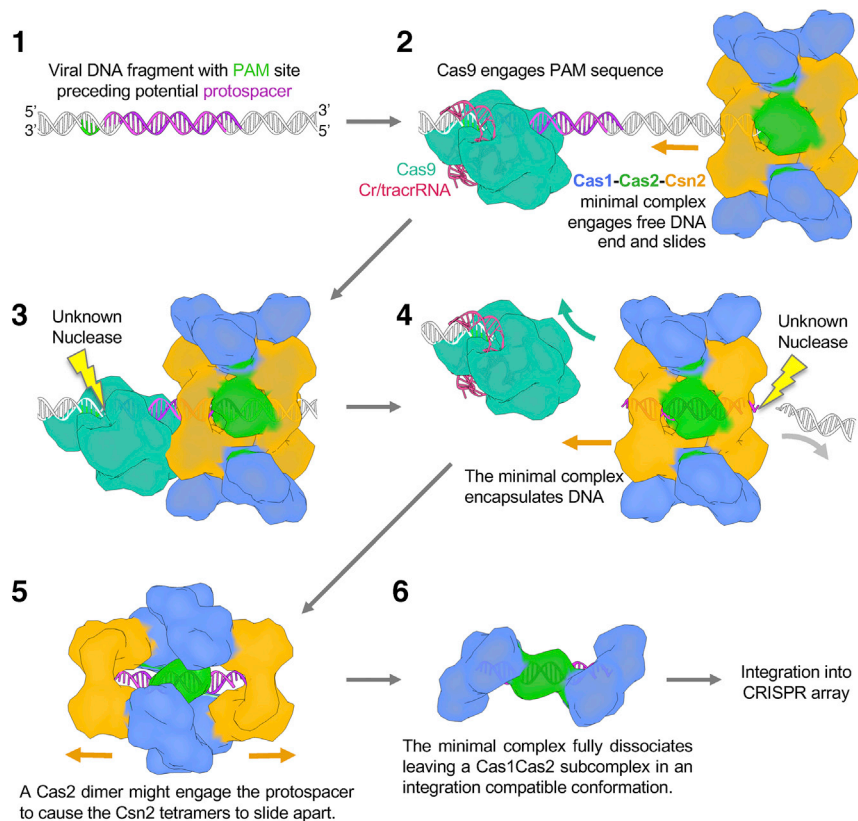 1
Viral DNA fragment with PAM site
preceding potential protospacer
5’
3’
3’
5’
2
Cas9 engages PAM sequence
Cas9
Cr/tracrRNA
Cas1-Cas2-Csn2
minimal complex
engages free DNA
end and slides
3
Unknown
Nuclease
4
Unknown
Nuclease
The minimal complex
encapsulates DNA
5
A Cas2 dimer might engage the protospacer
to cause the Csn2 tetramers to slide apart.
6
The minimal complex fully dissociates
leaving a Cas1Cas2 subcomplex in an
integration compatible conformation.
Integration into
CRISPR array